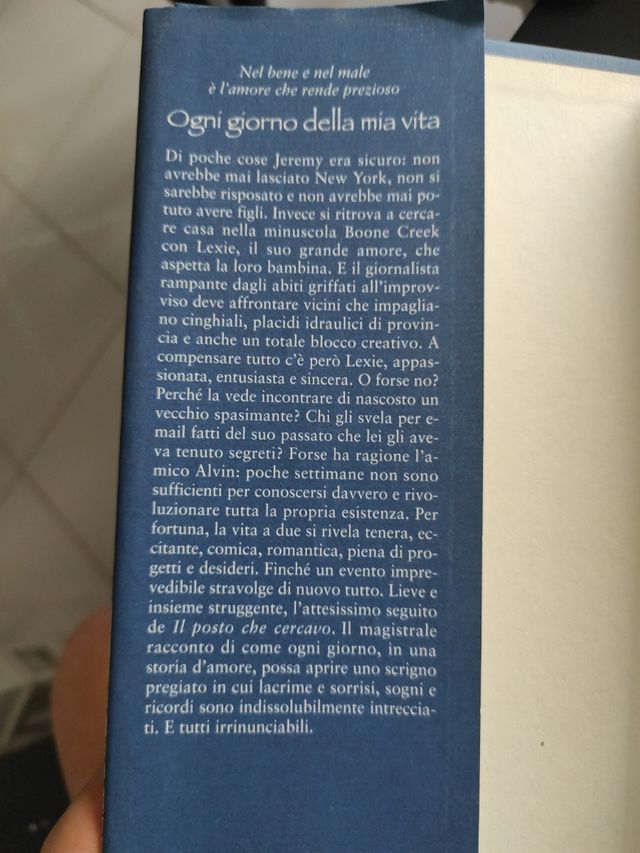 Nel bene e nel male
è l'amore che rende prezioso
Ogni giorno della mia vita
Di poche cose Jeremy era sicuro: non
avrebbe mai lasciato New York, non si
sarebbe risposato e non avrebbe mai po-
tuto avere figli. Invece si ritrova a cerca-
re casa nella minuscola Boone Creek
con Lexie, il suo grande amore, che
aspetta la loro bambina. E il giornalista
rampante dagli abiti griffati all'improv-
viso deve affrontare vicini che impaglia-
no cinghiali, placidi idraulici di provin-
cia e anche un totale blocco creativo. A
compensare tutto c'è però Lexie, appas-
sionata, entusiasta e sincera. O forse no?
Perché la vede incontrare di nascosto un
vecchio spasimante? Chi gli svela per e-
mail fatti del suo passato che lei gli ave-
va tenuto segreti? Forse ha ragione l'a-
mico Alvin: poche settimane non sono
sufficienti per conoscersi davvero e rivo-
luzionare tutta la propria esistenza. Per
fortuna, la vita a due si rivela tenera, ec-
citante, comica, romantica, piena di pro-
getti e desideri. Finché un evento impre-
vedibile stravolge di nuovo tutto. Lieve e
insieme struggente, l'attesissimo seguito
de Il posto che cercavo. Il magistrale
racconto di come ogni giorno, in una
storia d'amore, possa aprire uno scrigno
pregiato in cui lacrime e sorrisi, sogni e
ricordi sono indissolubilmente intreccia-
ti. E tutti irrinunciabili.